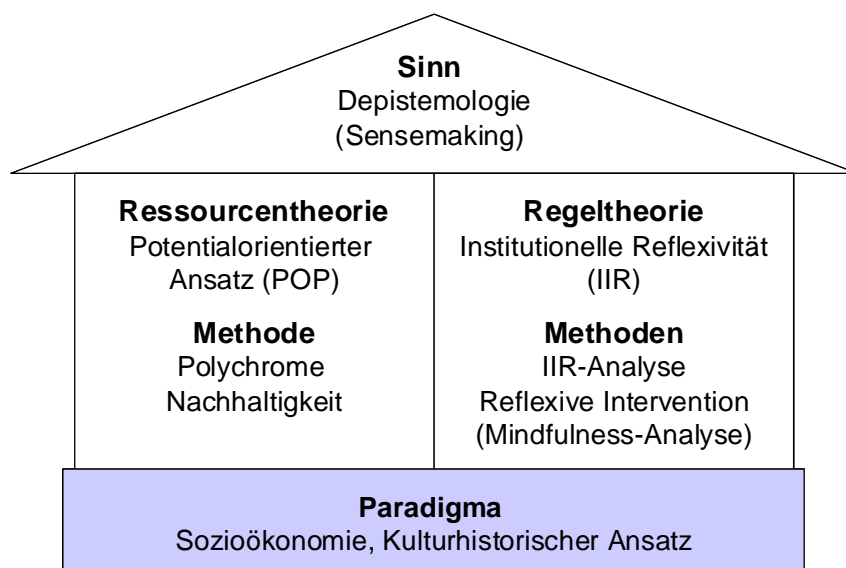 Sinn
Depistemologie
(Sensemaking)
Ressourcentheorie
Potentialorientierter
Ansatz (POP)
Methode
Polychrome
Nachhaltigkeit
Regeltheorie
Institutionelle Reflexivität
(IIR)
Methoden
IIR-Analyse
Reflexive Intervention
(Mindfulness-Analyse)
Paradigma
Sozioökonomie, Kulturhistorischer Ansatz